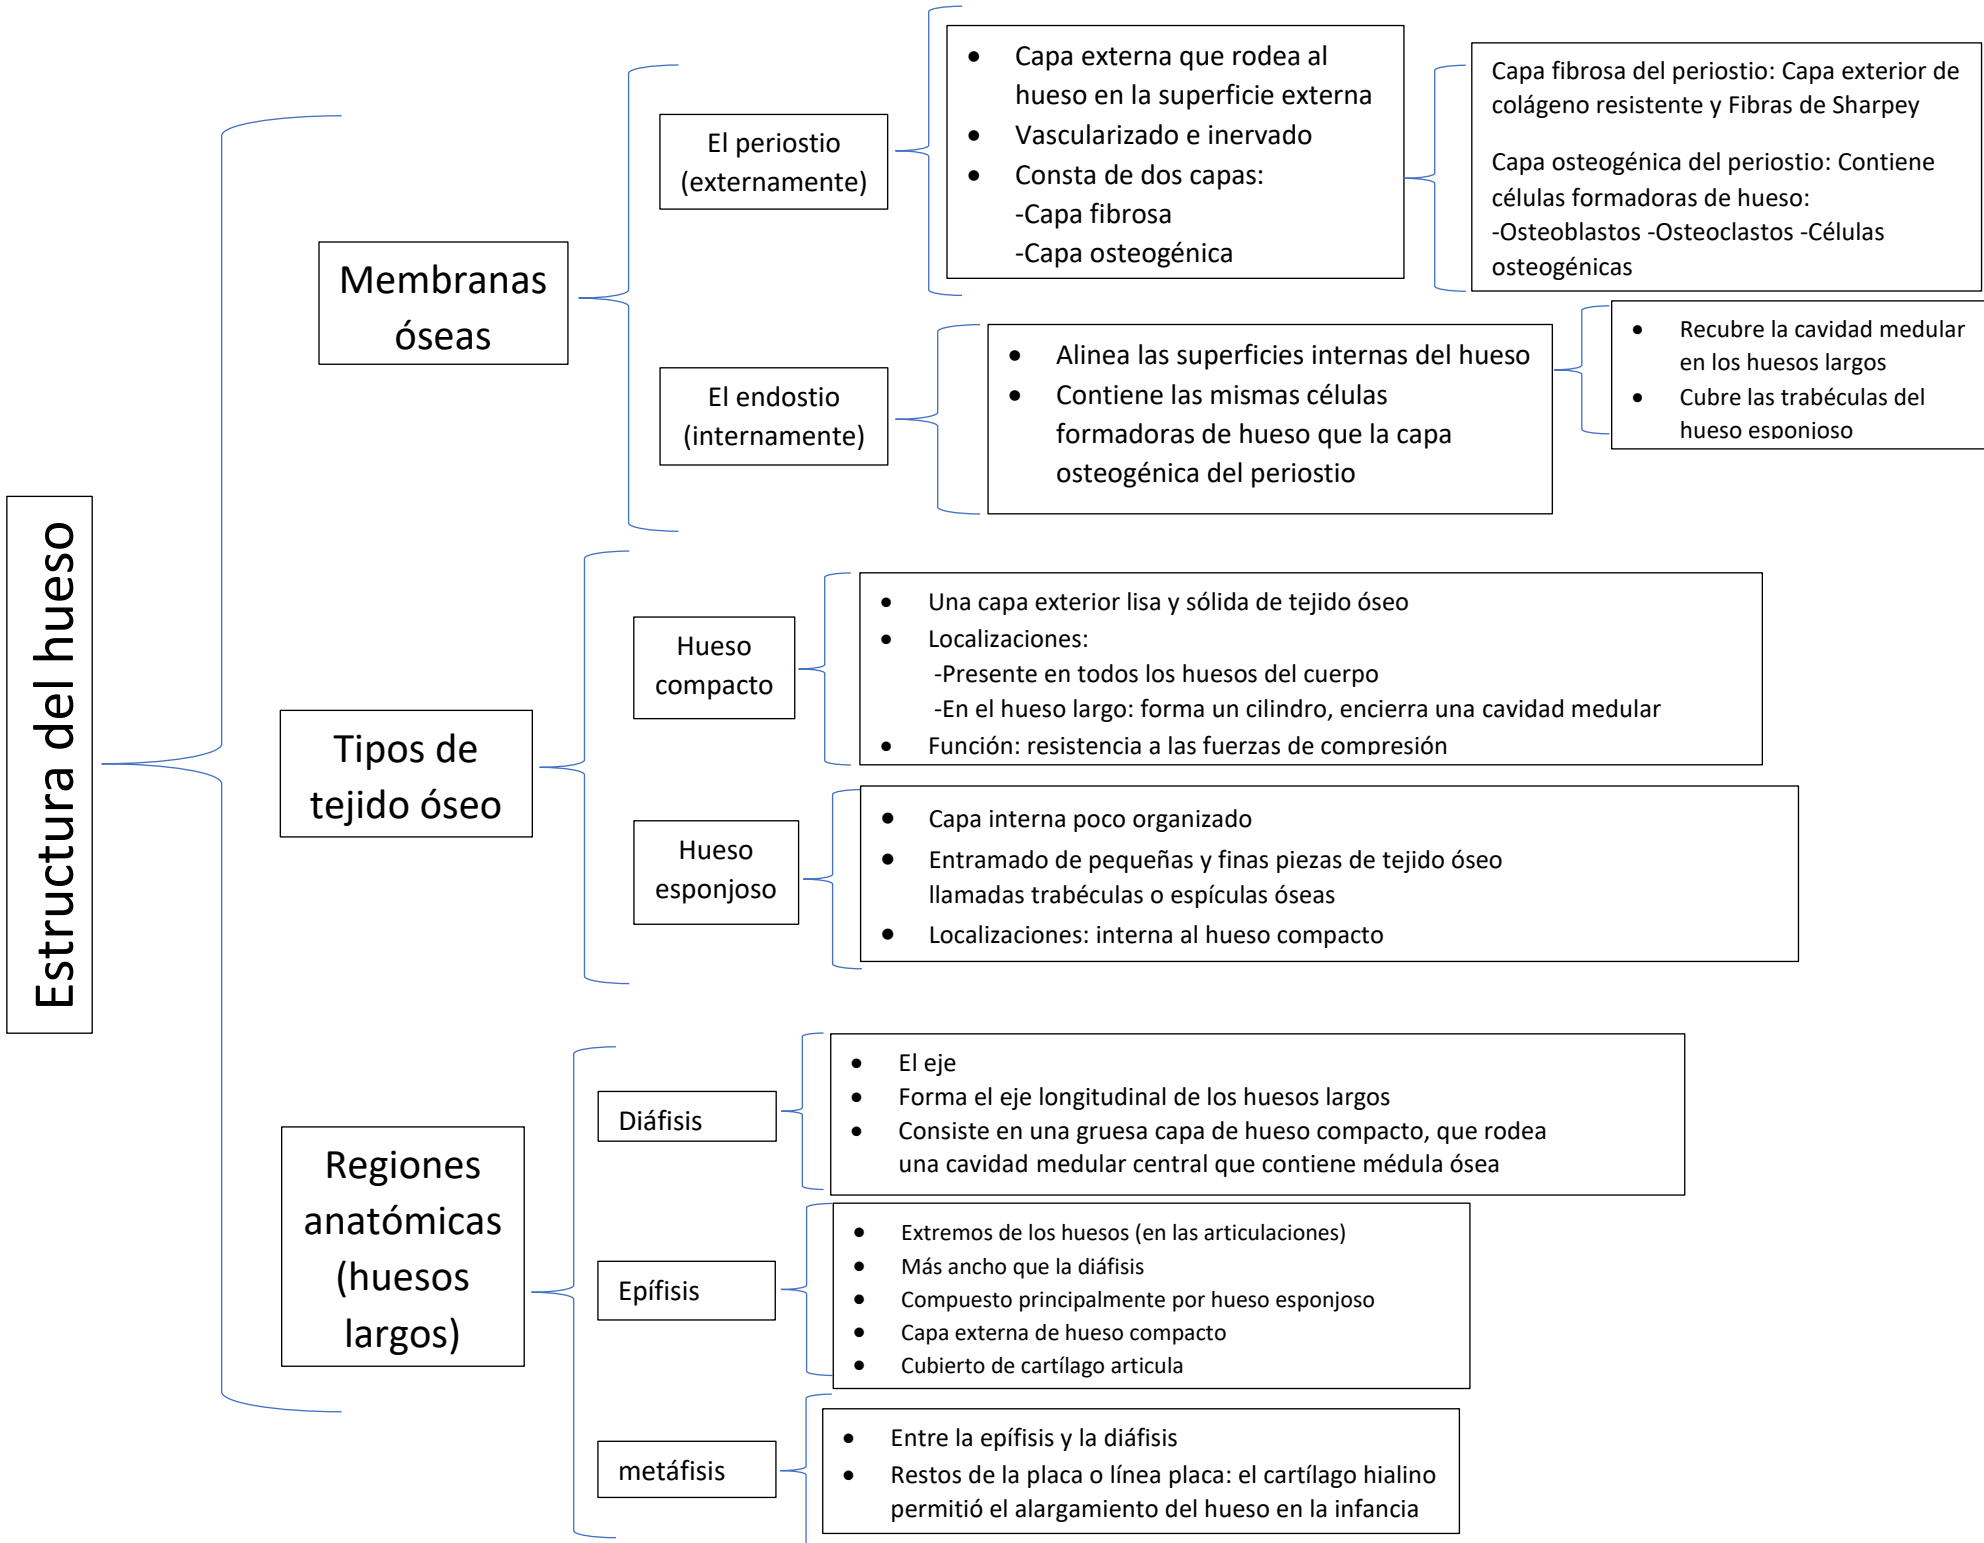 Estructura del hueso
Membranas
óseas
El periostio
(externamente)
• Capa externa que rodea al
hueso en la superficie externa
• Vascularizado e inervado
• Consta de dos capas:
-Capa fibrosa
-Capa osteogénica
Capa fibrosa del periostio: Capa exterior de
colágeno resistente y Fibras de Sharpey
Capa osteogénica del periostio: Contiene
células formadoras de hueso:
-Osteoblastos -Osteoclastos -Células
osteogénicas
El endostio
(internamente)
• Alinea las superficies internas del hueso
• Contiene las mismas células
formadoras de hueso que la capa
osteogénica del periostio
• Recubre la cavidad medular
en los huesos largos
• Cubre las trabéculas del
hueso esponjoso
Tipos de
tejido óseo
Hueso
compacto
• Una capa exterior lisa y sólida de tejido óseo
• Localizaciones:
-Presente en todos los huesos del cuerpo
-En el hueso largo: forma un cilindro, encierra una cavidad medular
• Función: resistencia a las fuerzas de compresión
Hueso
esponjoso
• Capa interna poco organizado
• Entramado de pequeñas y finas piezas de tejido óseo
llamadas trabéculas o espículas óseas
• Localizaciones: interna al hueso compacto
Regiones
anatómicas
(huesos
largos)
Diáfisis
• El eje
• Forma el eje longitudinal de los huesos largos
• Consiste en una gruesa capa de hueso compacto, que rodea
una cavidad medular central que contiene médula ósea
Epífisis
• Extremos de los huesos (en las articulaciones)
• Más ancho que la diáfisis
• Compuesto principalmente por hueso esponjoso
• Capa externa de hueso compacto
• Cubierto de cartílago articula
metáfisis
• Entre la epífisis y la diáfisis
• Restos de la placa o línea placa: el cartílago hialino
permitió el alargamiento del hueso en la infancia